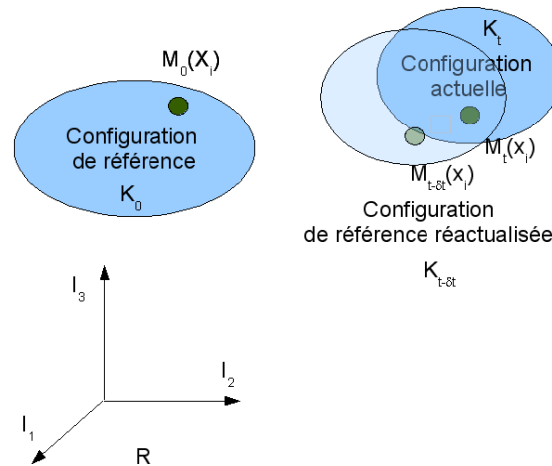 M0(Xi)
Configuration
de référence
K0
Kt
Configuration
actuelle
Mt(xi)
Mt-δt(xi)
Configuration
de référence réactualisée
Kt-δt
I3
I2
I1
R